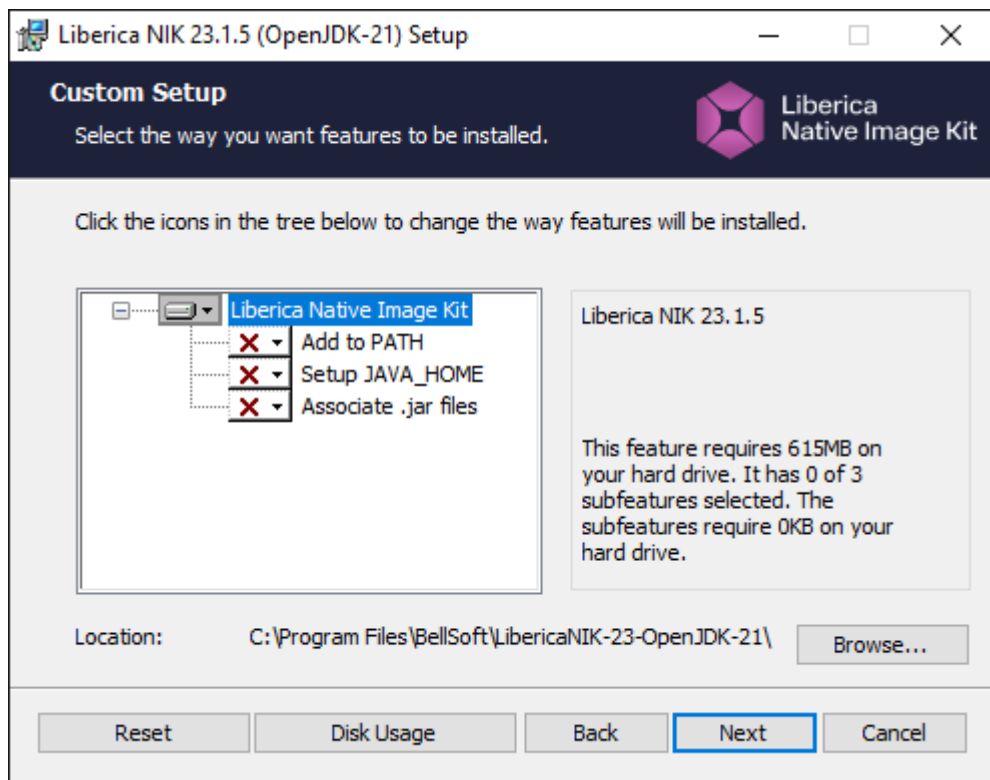 Liberica NIK 23.1.5 (OpenJDK-21) Setup
Custom Setup
Select the way you want features to be installed.
Liberica
Native Image Kit
Click the icons in the tree below to change the way features will be installed.
Liberica Native Image Kit
Add to PATH
Setup JAVA_HOME
Associate .jar files
Liberica NIK 23.1.5
This feature requires 615MB on
your hard drive. It has 0 of 3
subfeatures selected. The
subfeatures require 0KB on your
hard drive.
Location: C:\Program Files\BellSoft\LibericaNIK-23-OpenJDK-21\ Browse...
Reset Disk Usage Back Next Cancel